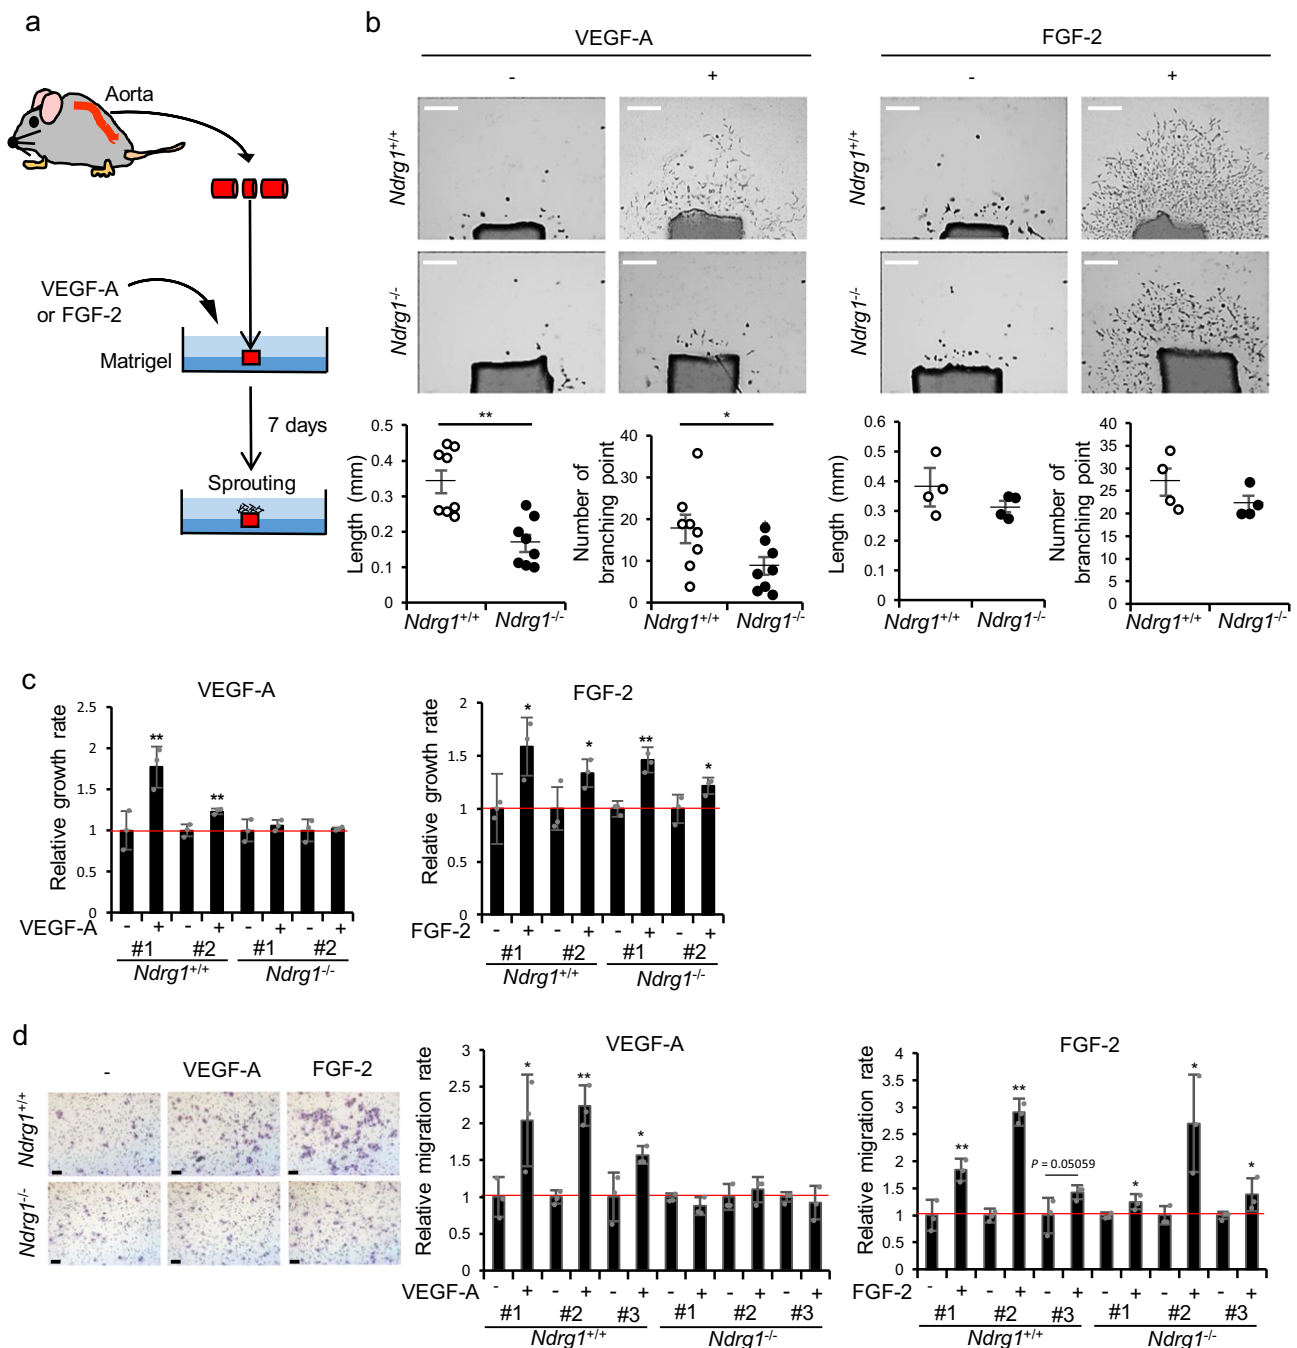 a
Aorta
VEGF-A
or FGF-2
Matrigel
7 days
Sprouting
b
VEGF-A
FGF-2
-
+
-
+
Ndrg1+/+
Ndrg1+/+
Ndrg1-/-
Ndrg1-/-
Length (mm)
0.5
0.4
0.3
0.2
0.1
0
**
Ndrg1+/+
Ndrg1-/-
Number of
branching point
40
30
20
10
0
*
Ndrg1+/+
Ndrg1-/-
Length (mm)
0.6
0.5
0.4
0.3
0.2
0.1
0
Ndrg1+/+
Ndrg1-/-
Number of
branching point
40
35
30
25
20
15
10
5
0
Ndrg1+/+
Ndrg1-/-
c
VEGF-A
Relative growth rate
2.5
2
1.5
1
0.5
0
**
**
VEGF-A
- + - + - + - +
#1 #2 #1 #2
Ndrg1+/+ Ndrg1-/-
FGF-2
Relative growth rate
2
1.5
1
0.5
0
* * ** *
FGF-2
- + - + - + - +
#1 #2 #1 #2
Ndrg1+/+ Ndrg1-/-
d
- VEGF-A FGF-2
Ndrg1+/+
Ndrg1-/-
VEGF-A
Relative migration rate
3
2.5
2
1.5
1
0.5
0
* ** *
VEGF-A
- + - + - + - + - + - +
#1 #2 #3 #1 #2 #3
Ndrg1+/+ Ndrg1-/-
FGF-2
Relative migration rate
4
3.5
3
2.5
2
1.5
1
0.5
0
** ** P = 0.05059 * * *
FGF-2
- + - + - + - + - + - +
#1 #2 #3 #1 #2 #3
Ndrg1+/+ Ndrg1-/-